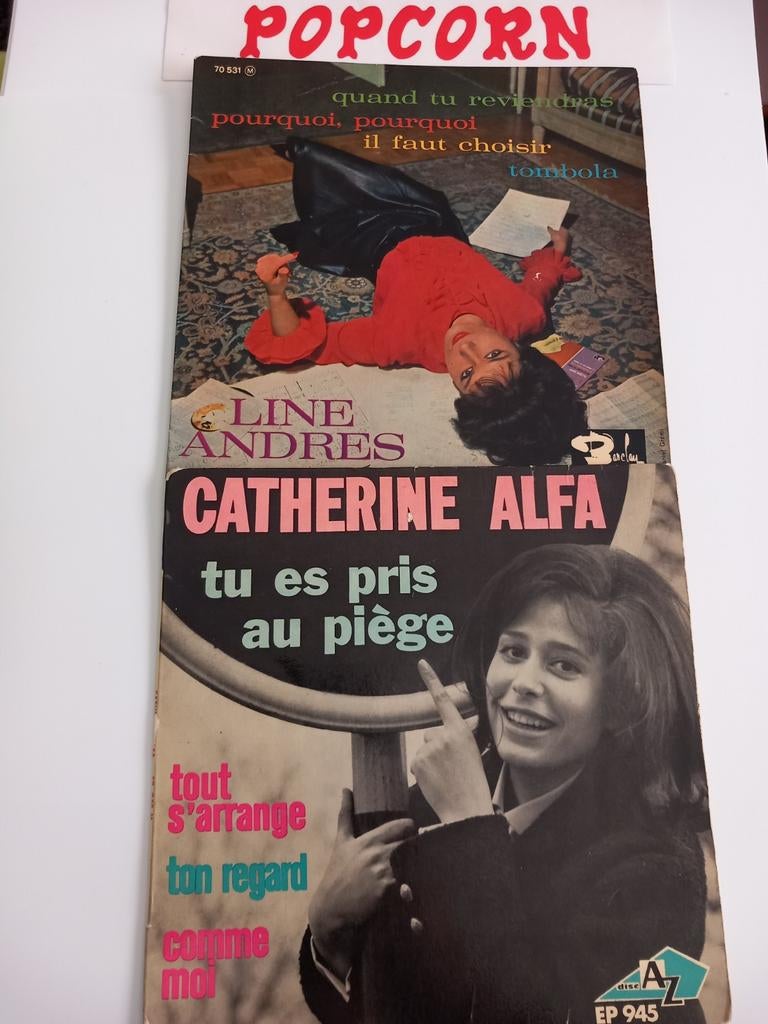 POPCORN
70 531 M
quand tu reviendras
pourquoi, pourquoi
il faut choisir
tombola
LINE
ANDRES
Barclay
CATHERINE ALFA
tu es pris
au piège
tout
s'arrange
ton regard
comme
moi
disc AZ
EP 945